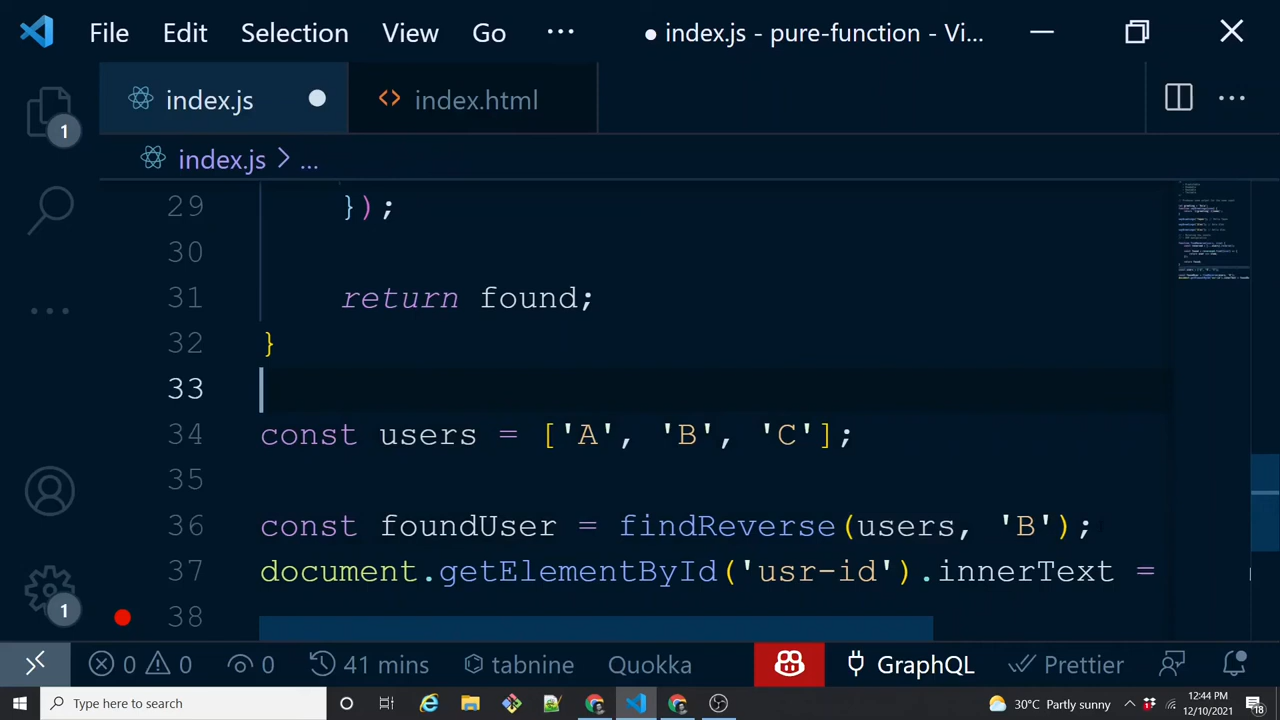 File Edit Selection View Go ··· ● index.js - pure-function - Vi...
index.js index.html ···
1
index.js > ...
29 });
30
31 return found;
32 }
33
34 const users = ['A', 'B', 'C'];
35
36 const foundUser = findReverse(users, 'B');
37 document.getElementById('usr-id').innerText =
38
1
0 0 0 41 mins tabnine Quokka GraphQL Prettier
Type here to search 30°C Partly sunny 12:44 PM
12/10/2021 18